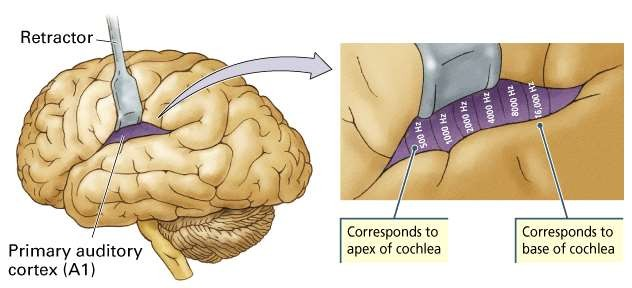 Retractor
Primary auditory
cortex (A1)
500 Hz
1000 Hz
2000 Hz
4000 Hz
8000 Hz
16,000 Hz
Corresponds to
apex of cochlea
Corresponds to
base of cochlea